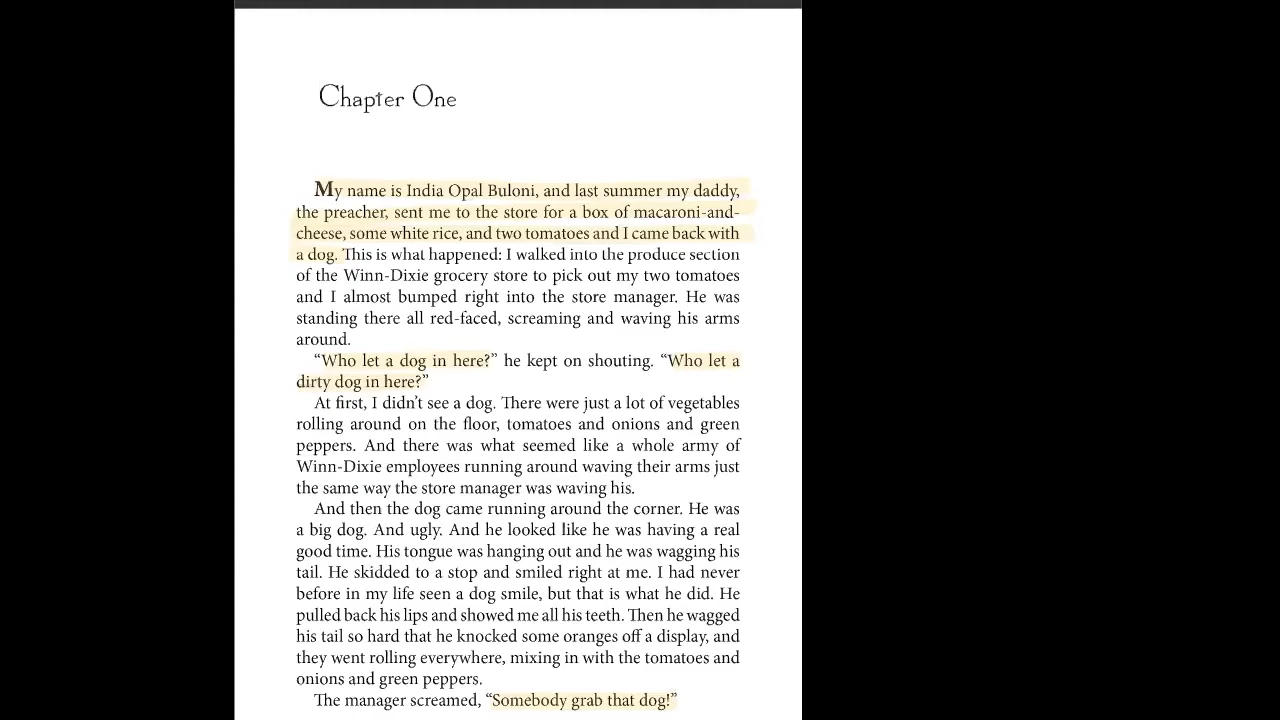 Chapter One
My name is India Opal Buloni, and last summer my daddy,
the preacher, sent me to the store for a box of macaroni-and-
cheese, some white rice, and two tomatoes and I came back with
a dog. This is what happened: I walked into the produce section
of the Winn-Dixie grocery store to pick out my two tomatoes
and I almost bumped right into the store manager. He was
standing there all red-faced, screaming and waving his arms
around.
“Who let a dog in here?” he kept on shouting. “Who let a
dirty dog in here?”
At first, I didn’t see a dog. There were just a lot of vegetables
rolling around on the floor, tomatoes and onions and green
peppers. And there was what seemed like a whole army of
Winn-Dixie employees running around waving their arms just
the same way the store manager was waving his.
And then the dog came running around the corner. He was
a big dog. And ugly. And he looked like he was having a real
good time. His tongue was hanging out and he was wagging his
tail. He skidded to a stop and smiled right at me. I had never
before in my life seen a dog smile, but that is what he did. He
pulled back his lips and showed me all his teeth. Then he wagged
his tail so hard that he knocked some oranges off a display, and
they went rolling everywhere, mixing in with the tomatoes and
onions and green peppers.
The manager screamed, “Somebody grab that dog!”